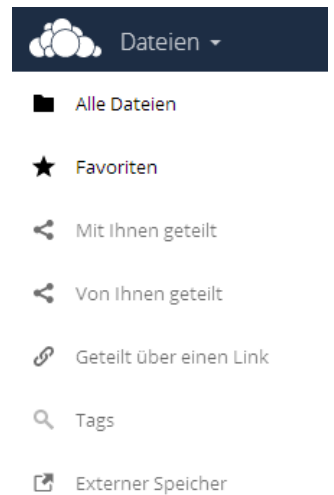 Dateien
Alle Dateien
Favoriten
Mit Ihnen geteilt
Von Ihnen geteilt
Geteilt über einen Link
Tags
Externer Speicher